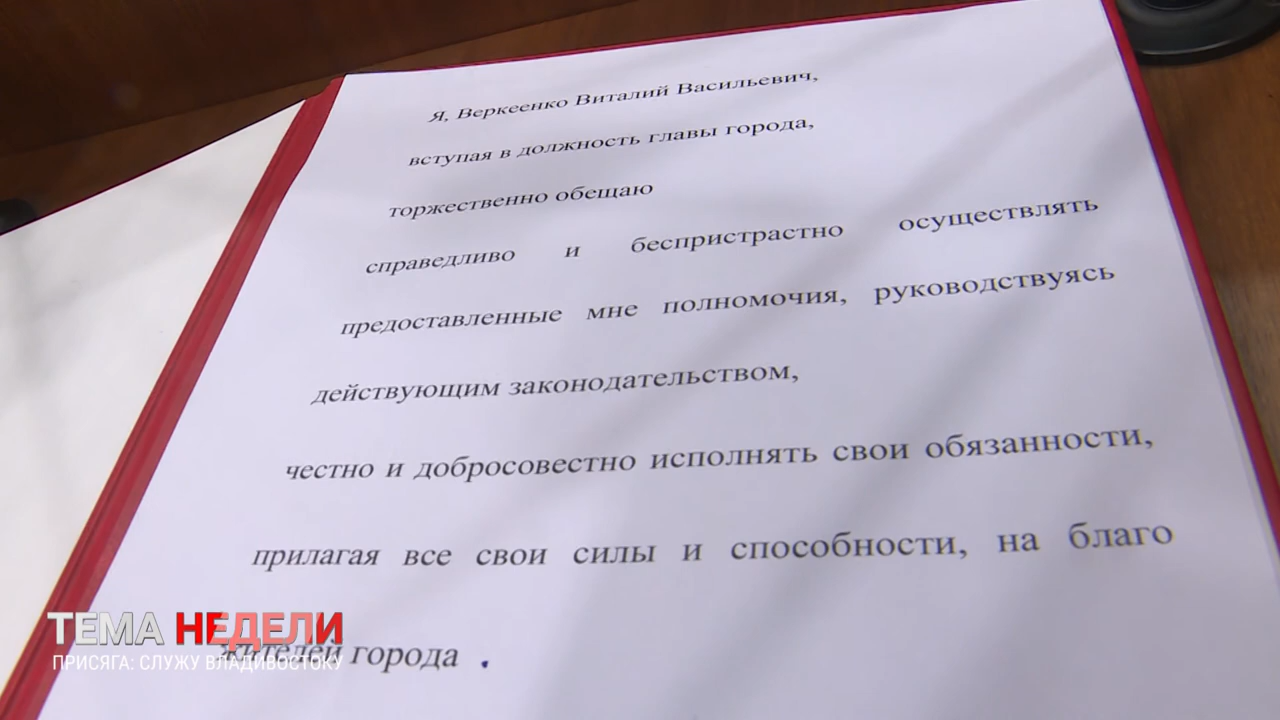 Я, Веркеенко Виталий Васильевич,
вступая в должность главы города,
торжественно обещаю
справедливо и беспристрастно осуществлять
предоставленные мне полномочия, руководствуясь
действующим законодательством,
честно и добросовестно исполнять свои обязанности,
прилагая все свои силы и способности, на благо
жителей города .
ТЕМА НЕДЕЛИ
ПРИСЯГА: СЛУЖУ ВЛАДИВОСТОКУ